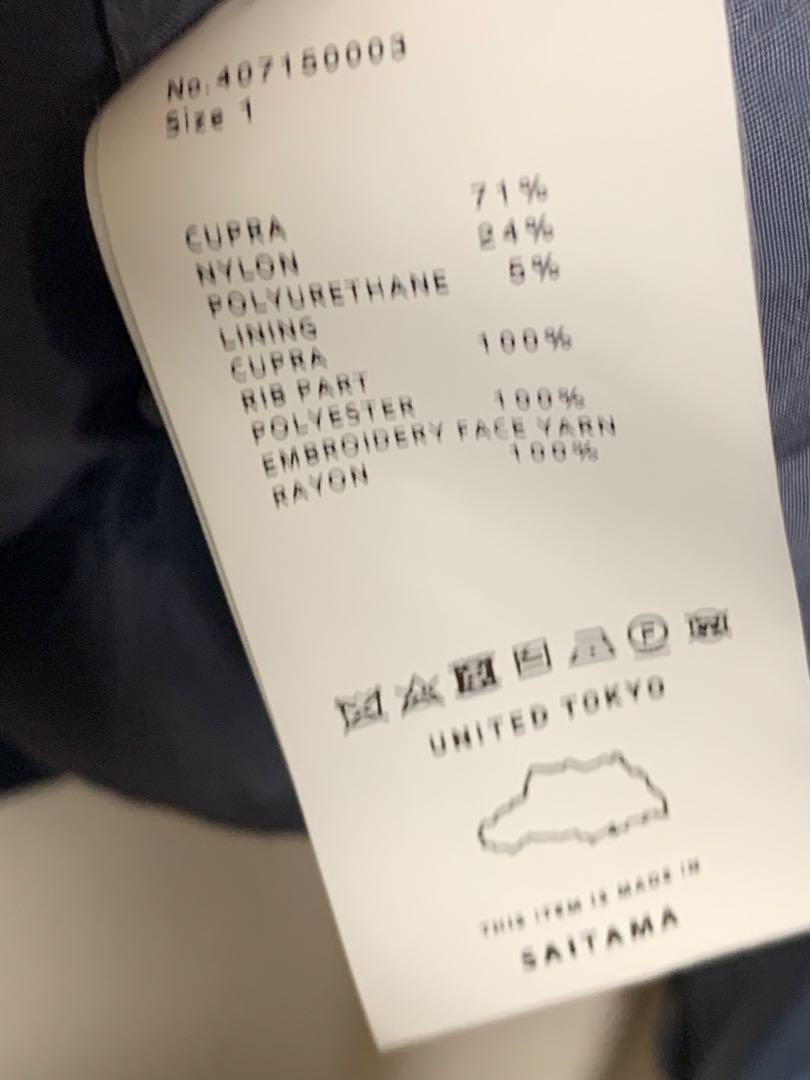 No.407150003
Size 1
71%
CUPRA 24%
NYLON 5%
POLYURETHANE
LINING 100%
CUPRA
RIB PART 100%
POLYESTER
EMBROIDERY FACE YARN
RAYON 100%
F
UNITED TOKYO
THIS ITEM IS MADE IN
SAITAMA